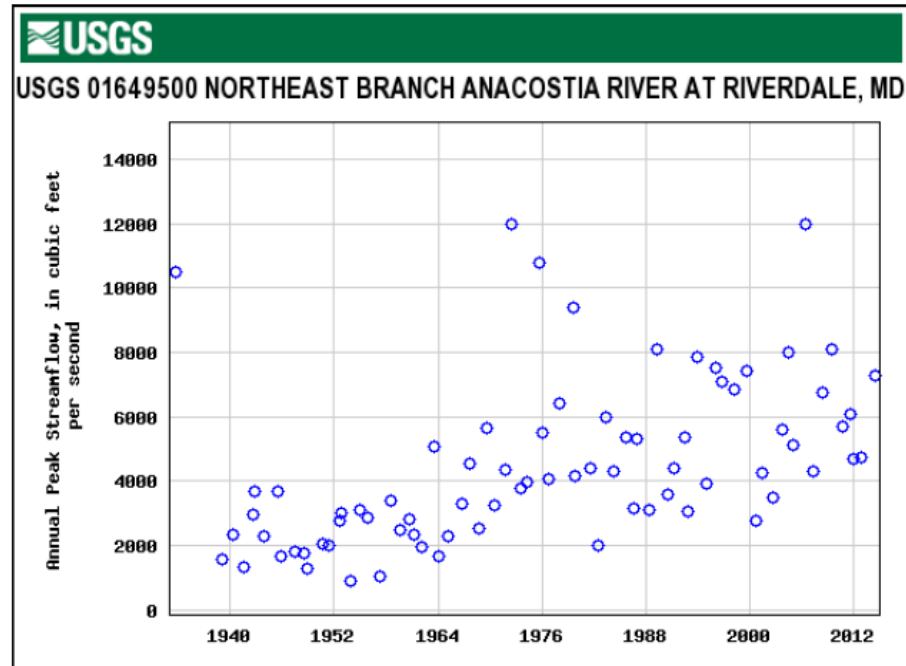 USGS
USGS 01649500 NORTHEAST BRANCH ANACOSTIA RIVER AT RIVERDALE, MD
Annual Peak Streamflow, in cubic feet
per second
14000
12000
10000
8000
6000
4000
2000
0
1940 1952 1964 1976 1988 2000 2012